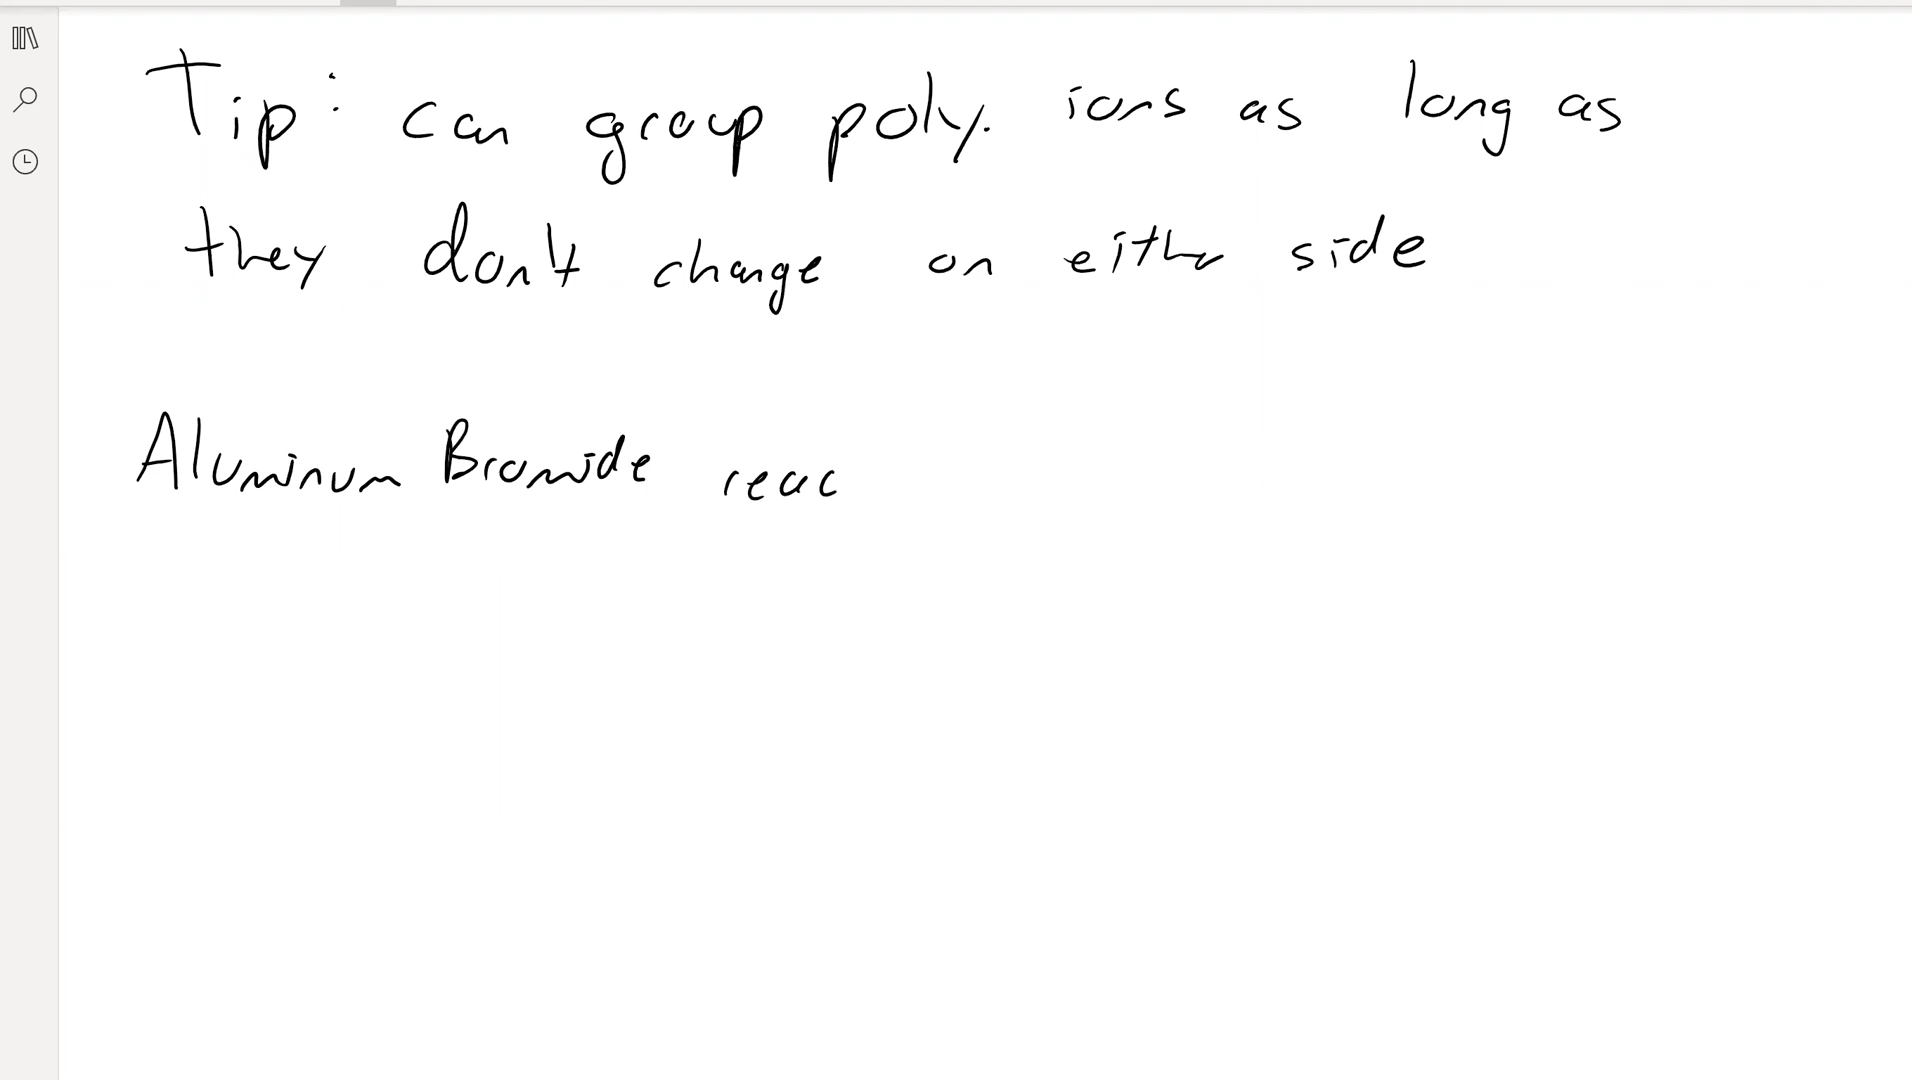 Tip: can group poly. ions as long as
they don't change on either side
Aluminum Bromide reac